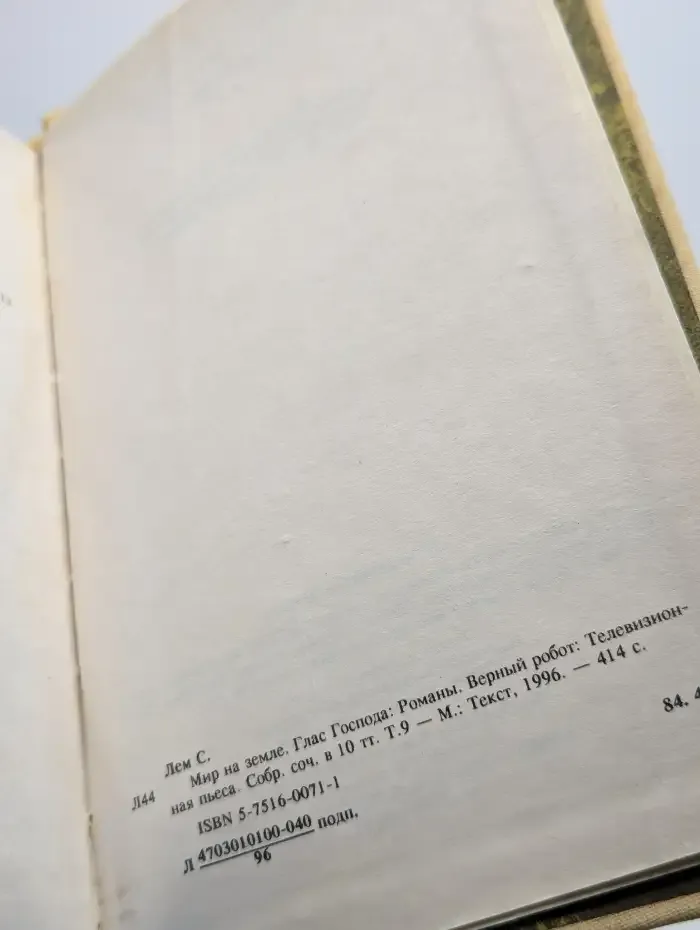 Лем С.
Л44
Мир на земле. Глас Господа: Романы. Верный робот: Телевизион-
ная пьеса. Собр. соч. в 10 тт. Т.9 — М.: Текст, 1996. — 414 с.
ISBN 5-7516-0071-1
Л 4703010100-040 подп.
96
84.4